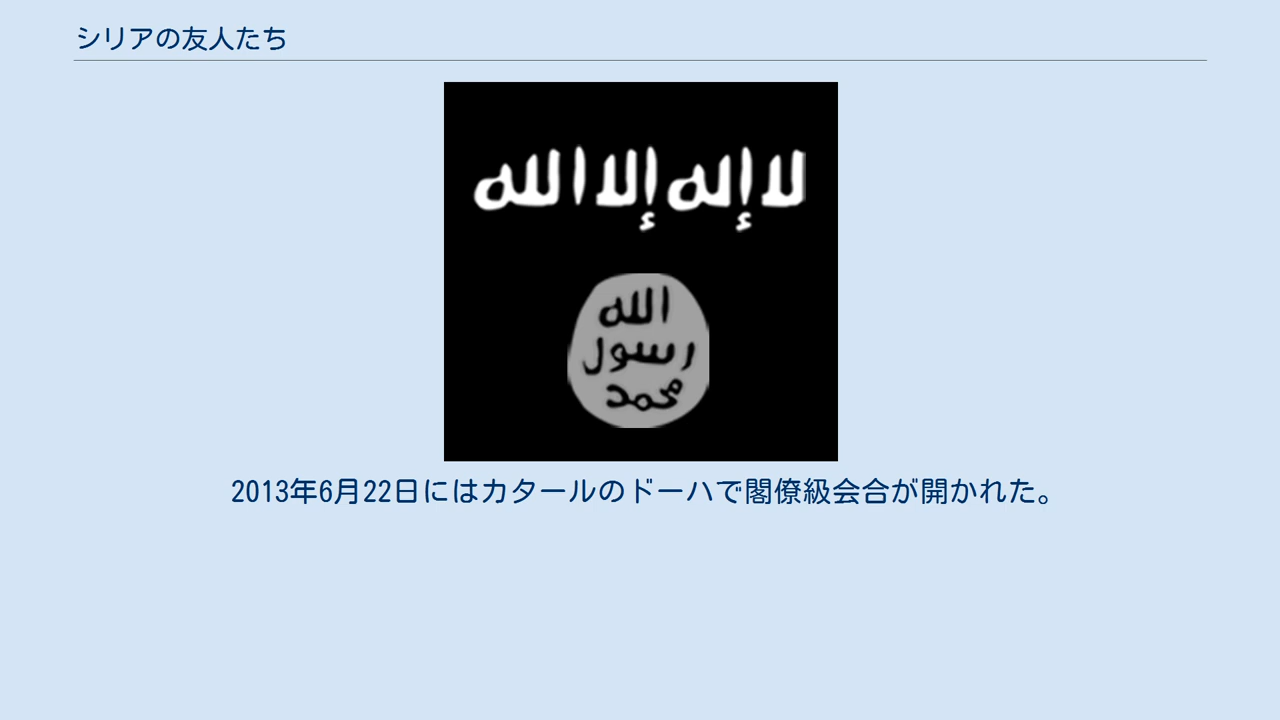 シリアの友人たち
لا إله إلا الله
الله
رسول
محمد
2013年6月22日にはカタールのドーハで閣僚級会合が開かれた。